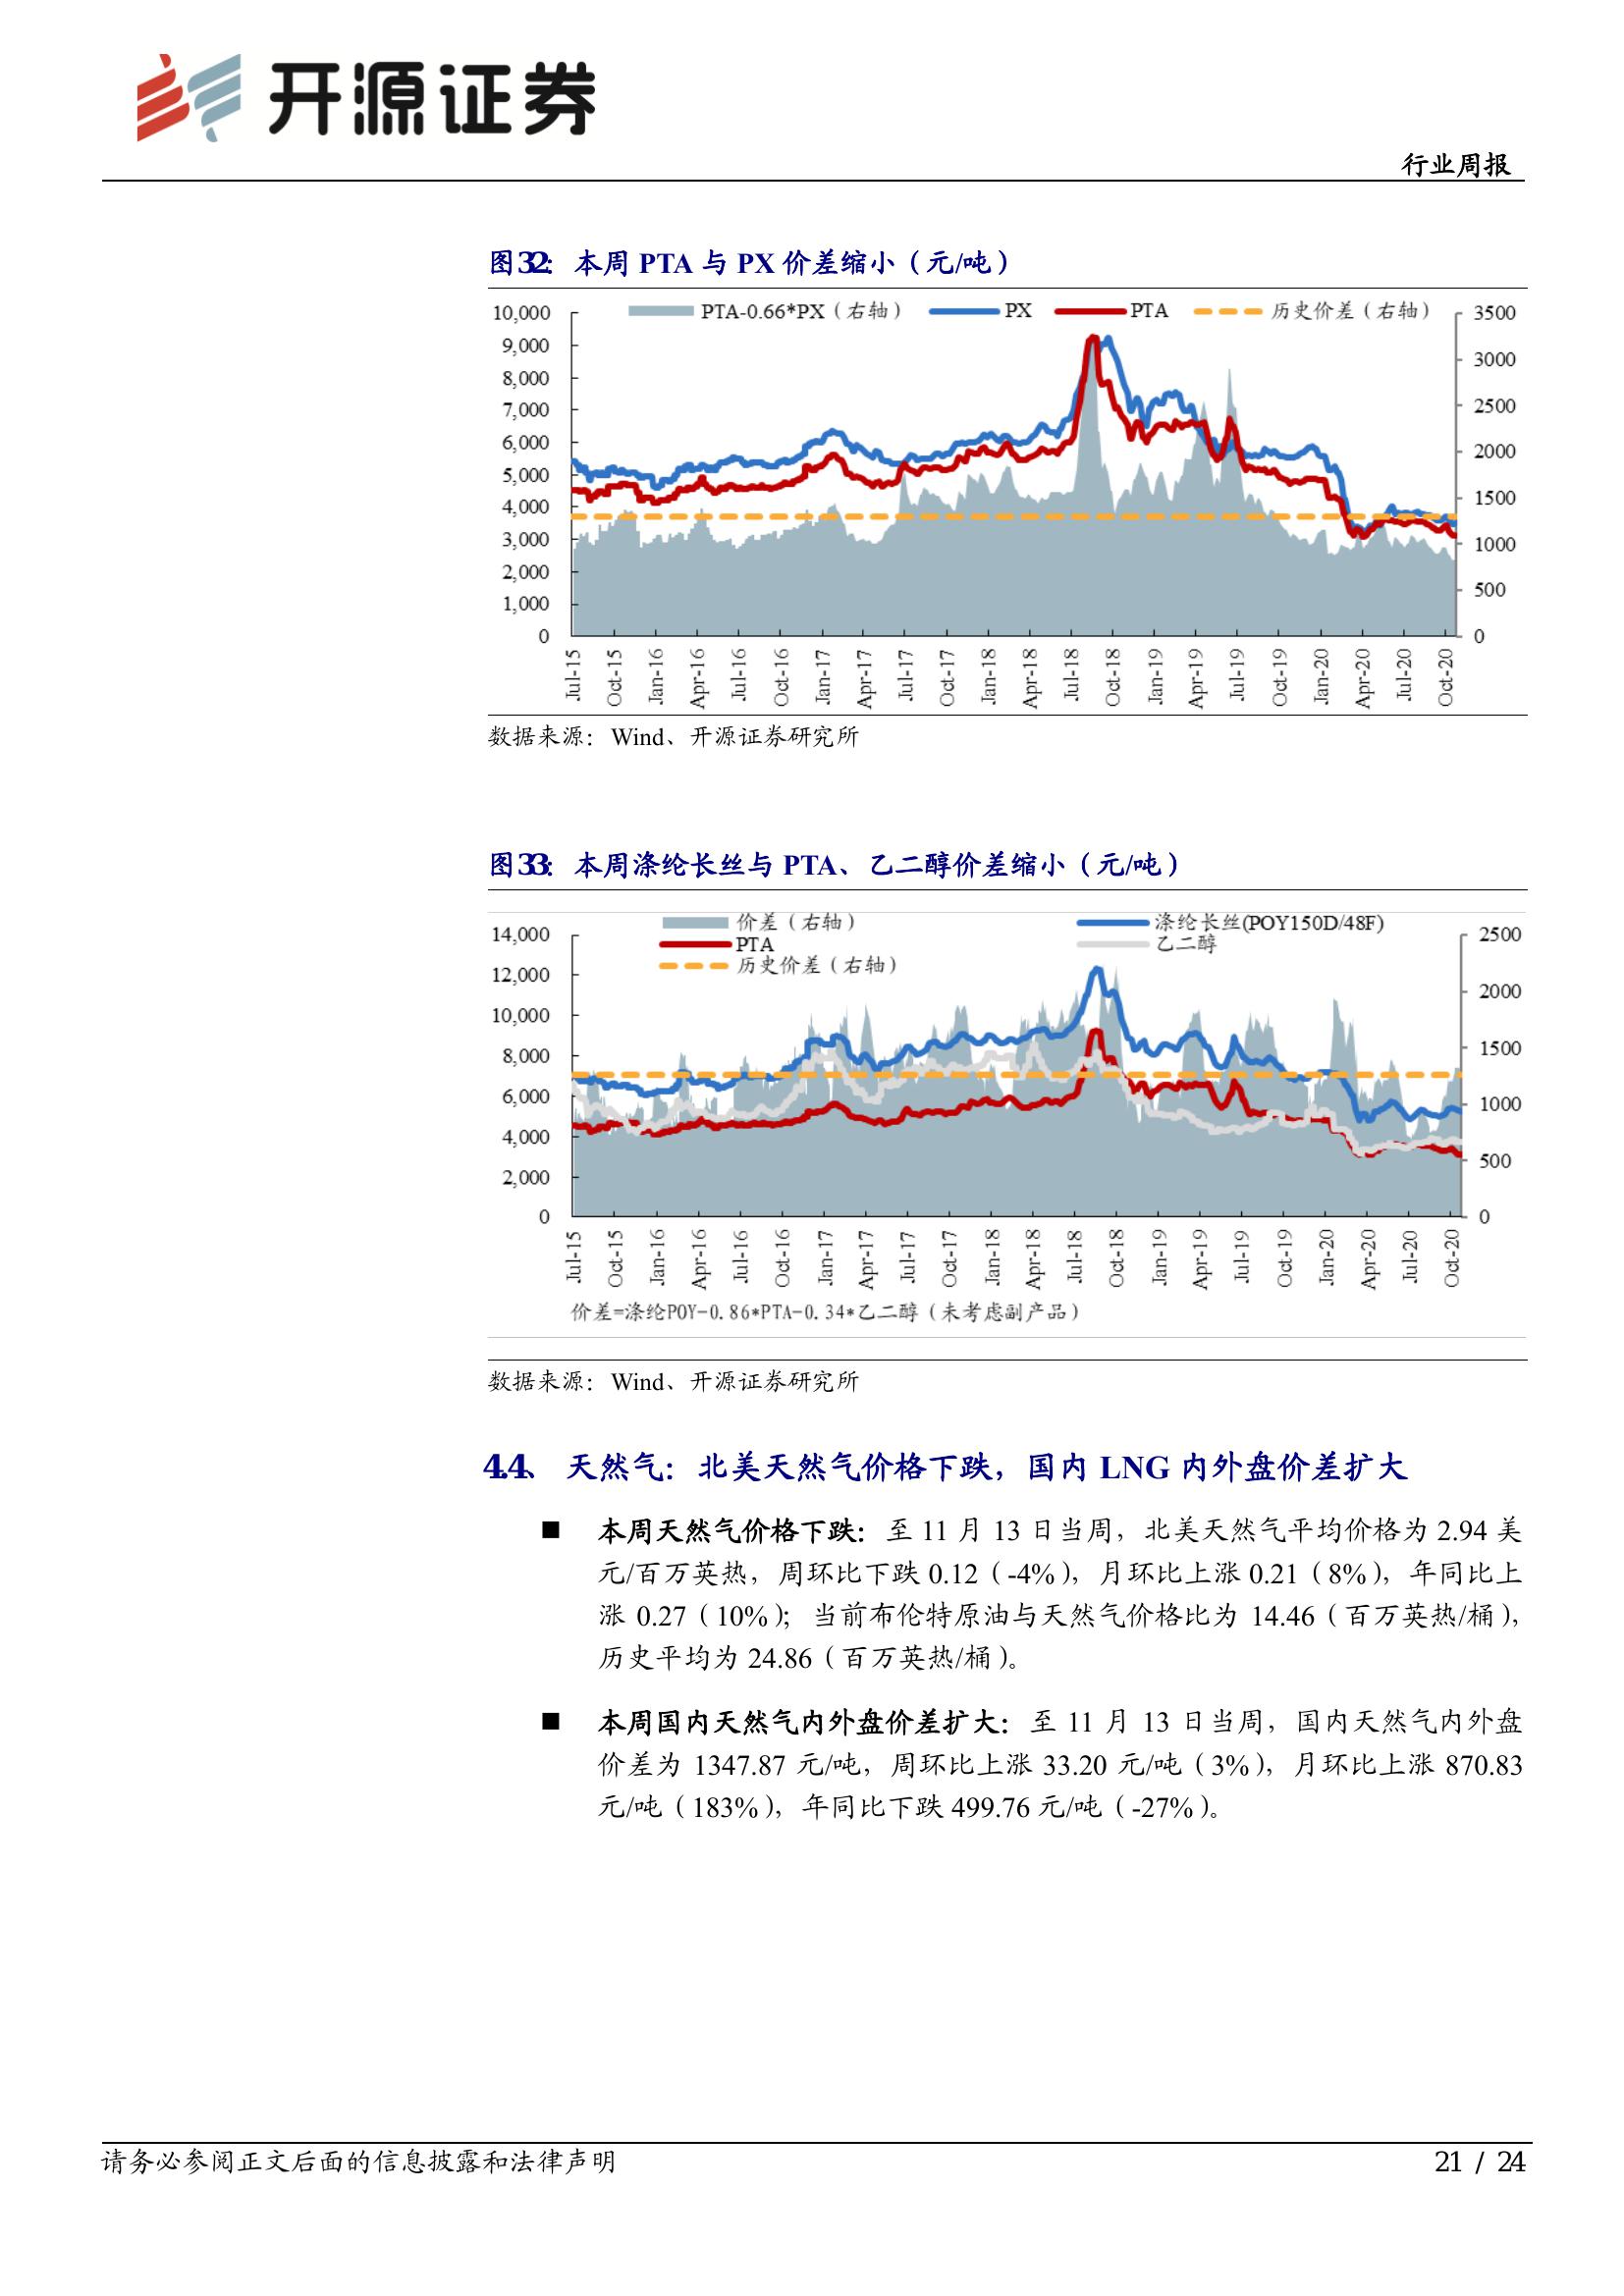 开源证券
行业周报
图32：本周 PTA 与 PX 价差缩小（元/吨）
PTA-0.66*PX（右轴） PX PTA 历史价差（右轴）
10,000
9,000
8,000
7,000
6,000
5,000
4,000
3,000
2,000
1,000
0
3500
3000
2500
2000
1500
1000
500
0
Jul-15 Oct-15 Jan-16 Apr-16 Jul-16 Oct-16 Jan-17 Apr-17 Jul-17 Oct-17 Jan-18 Apr-18 Jul-18 Oct-18 Jan-19 Apr-19 Jul-19 Oct-19 Jan-20 Apr-20 Jul-20 Oct-20
数据来源：Wind、开源证券研究所
图33：本周涤纶长丝与 PTA、乙二醇价差缩小（元/吨）
价差（右轴） 涤纶长丝(POY150D/48F)
PTA 乙二醇
历史价差（右轴）
14,000
12,000
10,000
8,000
6,000
4,000
2,000
0
2500
2000
1500
1000
500
0
Jul-15 Oct-15 Jan-16 Apr-16 Jul-16 Oct-16 Jan-17 Apr-17 Jul-17 Oct-17 Jan-18 Apr-18 Jul-18 Oct-18 Jan-19 Apr-19 Jul-19 Oct-19 Jan-20 Apr-20 Jul-20 Oct-20
价差=涤纶POY-0.86*PTA-0.34*乙二醇（未考虑副产品）
数据来源：Wind、开源证券研究所
4.4、 天然气：北美天然气价格下跌，国内 LNG 内外盘价差扩大
■ 本周天然气价格下跌：至 11 月 13 日当周，北美天然气平均价格为 2.94 美
元/百万英热，周环比下跌 0.12（-4%），月环比上涨 0.21（8%），年同比上
涨 0.27（10%）；当前布伦特原油与天然气价格比为 14.46（百万英热/桶），
历史平均为 24.86（百万英热/桶）。
■ 本周国内天然气内外盘价差扩大：至 11 月 13 日当周，国内天然气内外盘
价差为 1347.87 元/吨，周环比上涨 33.20 元/吨（3%），月环比上涨 870.83
元/吨（183%），年同比下跌 499.76 元/吨（-27%）。
请务必参阅正文后面的信息披露和法律声明
21 / 24